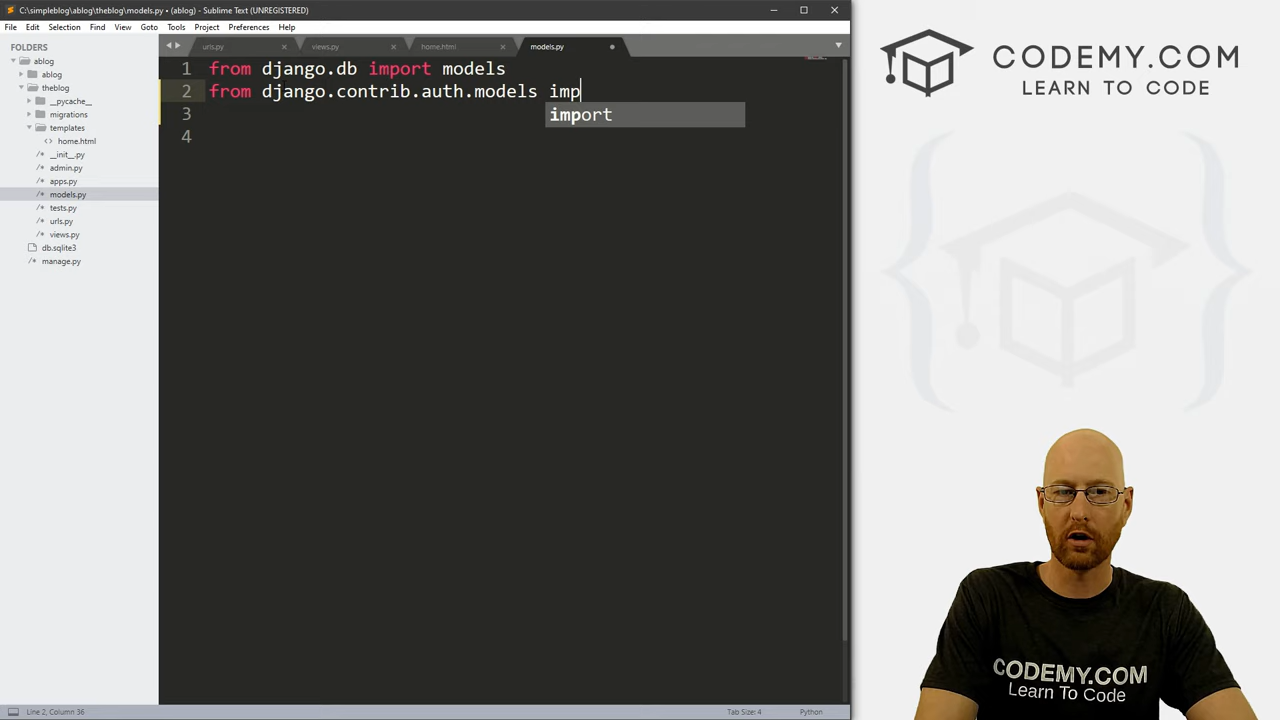 C:\simpleblog\ablog\theblog\models.py • (ablog) - Sublime Text (UNREGISTERED)
File Edit Selection Find View Goto Tools Project Preferences Help
FOLDERS
ablog
ablog
theblog
__pycache__
migrations
templates
home.html
__init__.py
admin.py
apps.py
models.py
tests.py
urls.py
views.py
db.sqlite3
manage.py
urls.py views.py home.html models.py
1 from django.db import models
2 from django.contrib.auth.models imp
import
3
4
Line 2, Column 36 Tab Size: 4 Python
CODEMY.COM
LEARN TO CODE
CODEMY.COM
Learn To Code